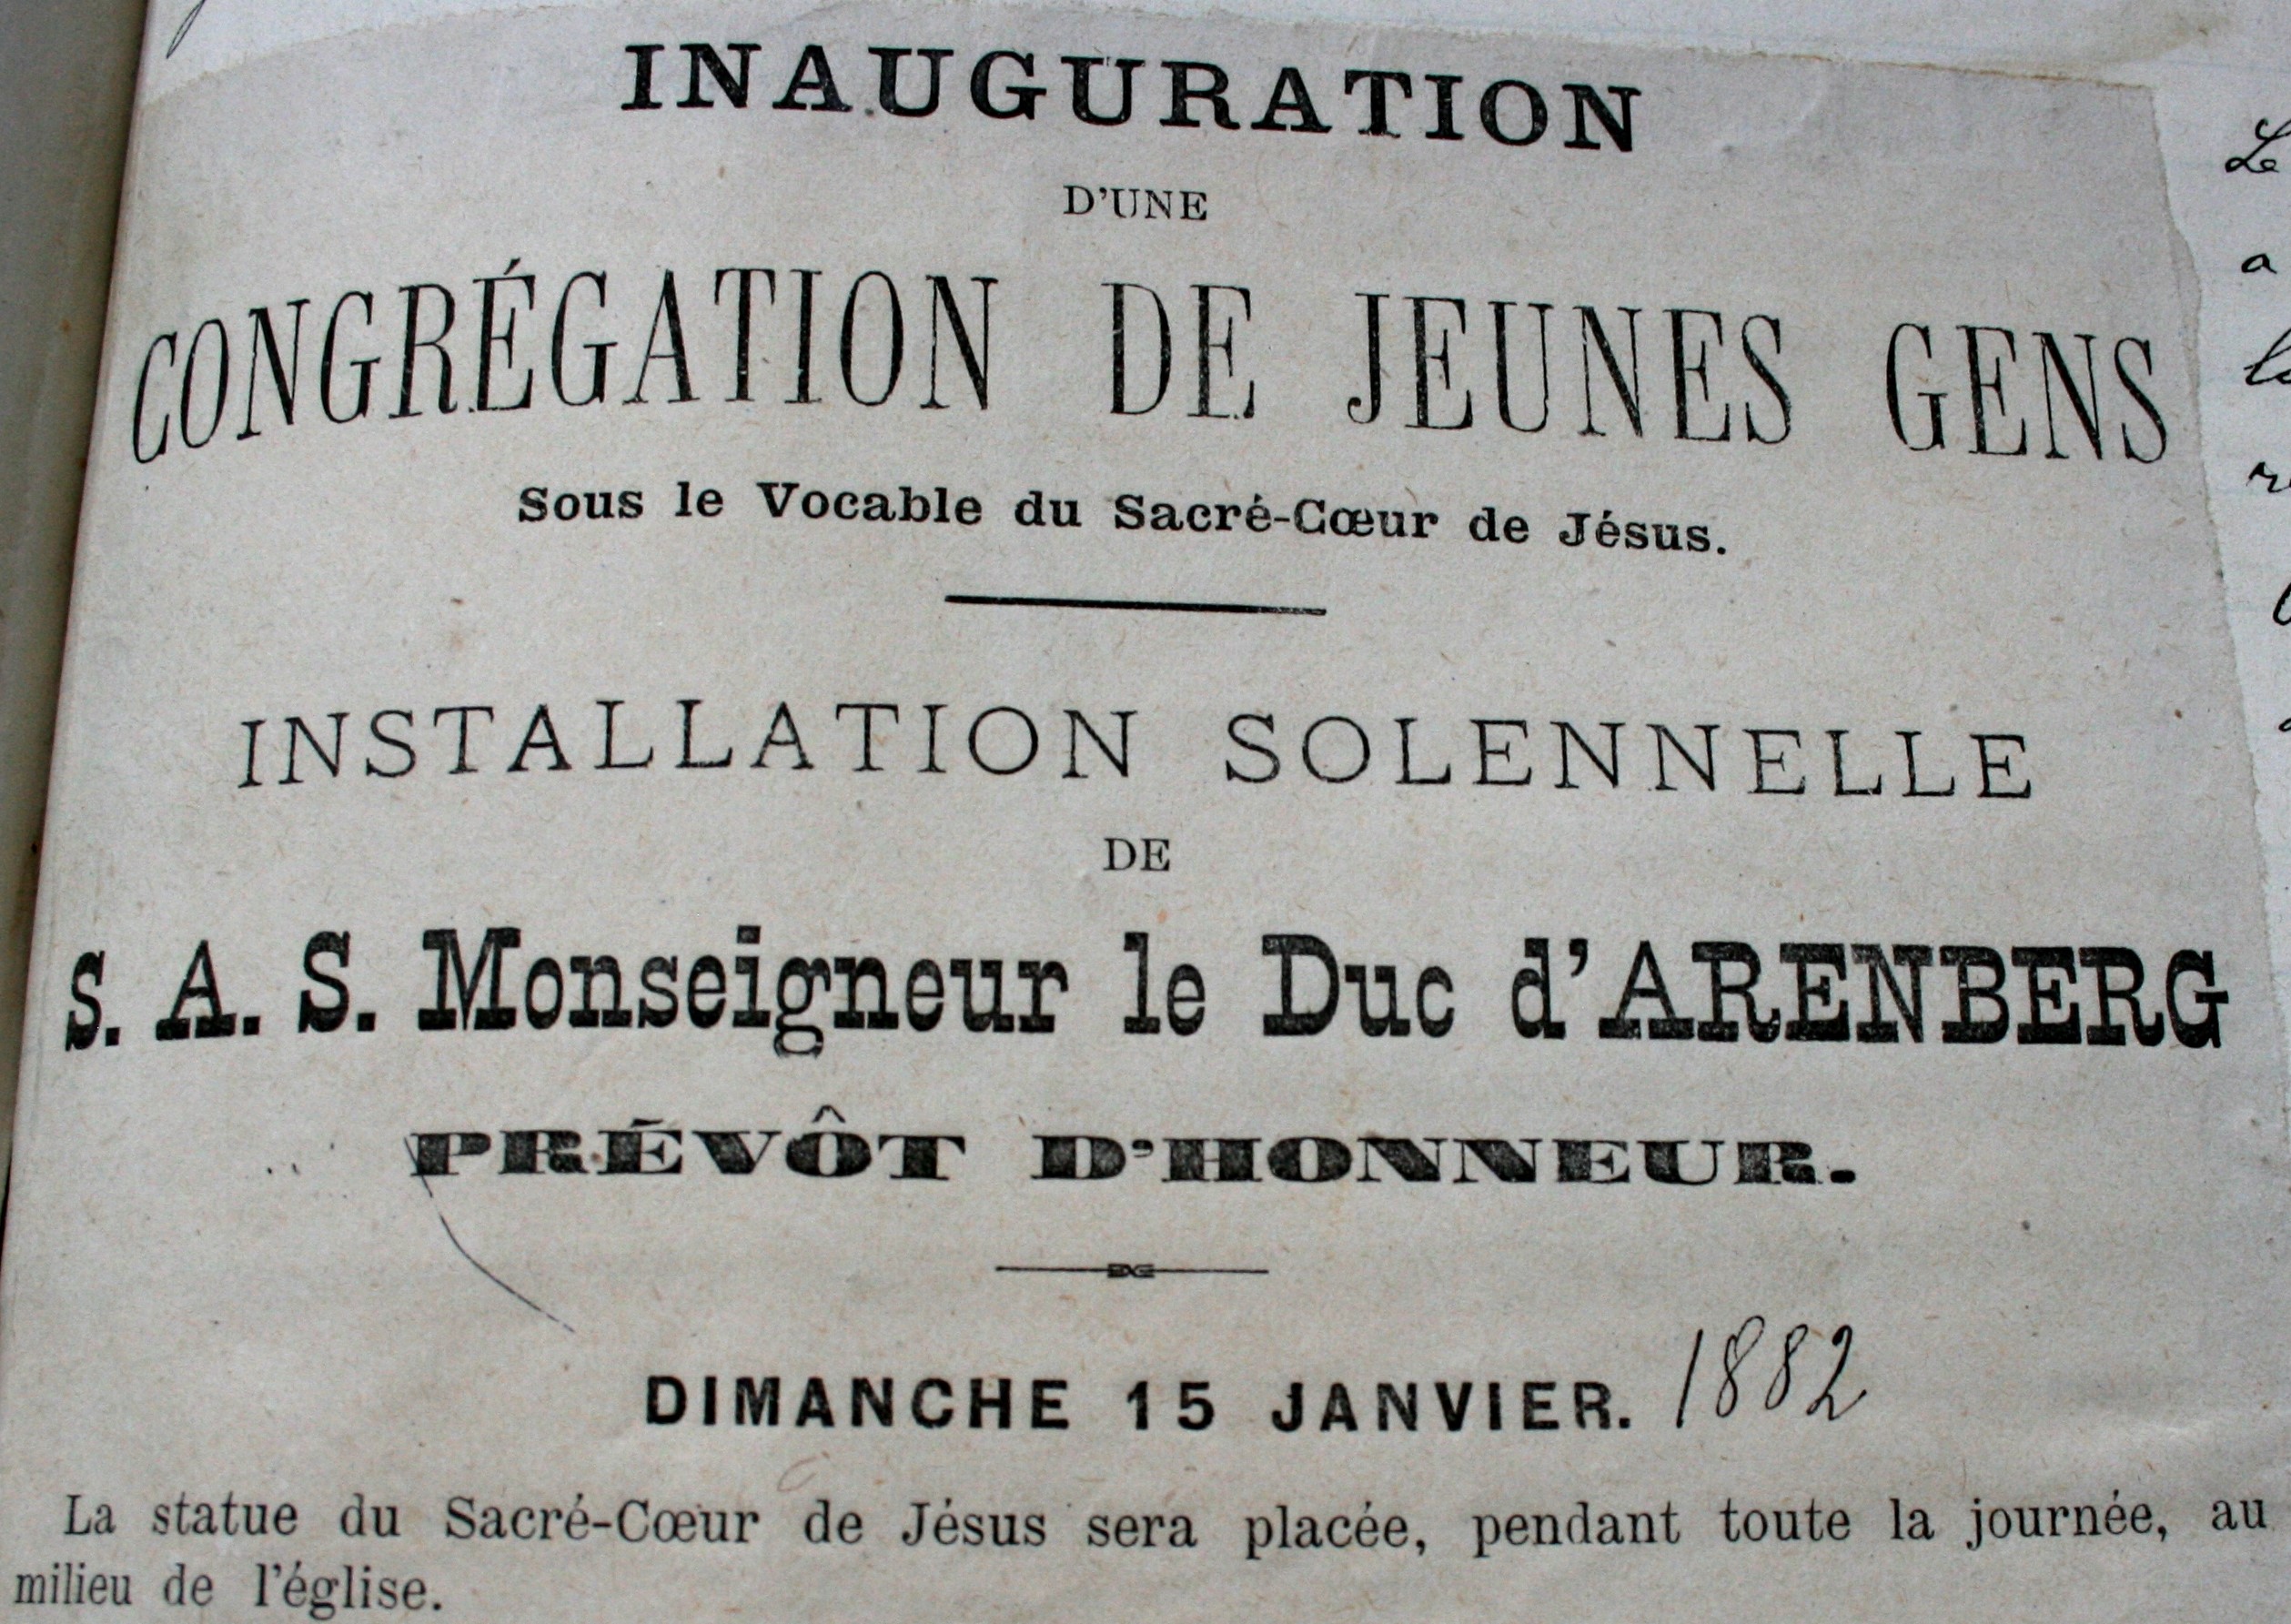 INAUGURATION
D'UNE
CONGRÉGATION DE JEUNES GENS
Sous le Vocable du Sacré-Cœur de Jésus.
INSTALLATION SOLENNELLE
DE
S. A. S. Monseigneur le Duc d'ARENBERG
PRÉVÔT D'HONNEUR.
DIMANCHE 15 JANVIER. 1882
La statue du Sacré-Cœur de Jésus sera placée, pendant toute la journée, au
milieu de l'église.
Le
a